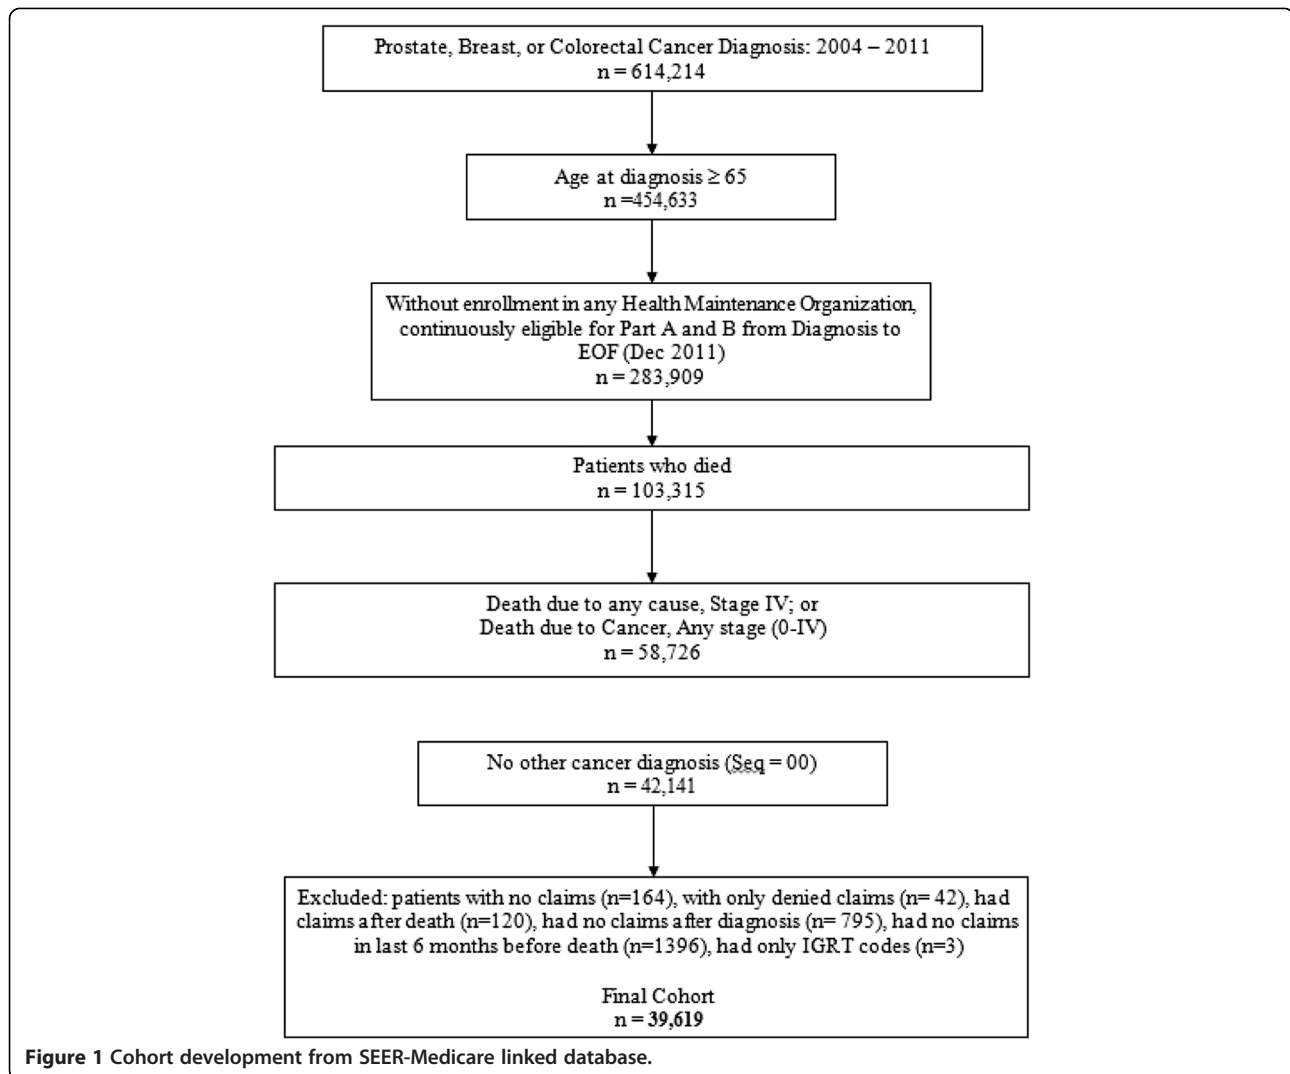 Prostate, Breast, or Colorectal Cancer Diagnosis: 2004 – 2011
n = 614,214
Age at diagnosis ≥ 65
n =454,633
Without enrollment in any Health Maintenance Organization,
continuously eligible for Part A and B from Diagnosis to
EOF (Dec 2011)
n = 283,909
Patients who died
n = 103,315
Death due to any cause, Stage IV; or
Death due to Cancer, Any stage (0-IV)
n = 58,726
No other cancer diagnosis (Seq = 00)
n = 42,141
Excluded: patients with no claims (n=164), with only denied claims (n= 42), had
claims after death (n=120), had no claims after diagnosis (n= 795), had no claims
in last 6 months before death (n=1396), had only IGRT codes (n=3)
Final Cohort
n = 39,619
Figure 1 Cohort development from SEER-Medicare linked database.